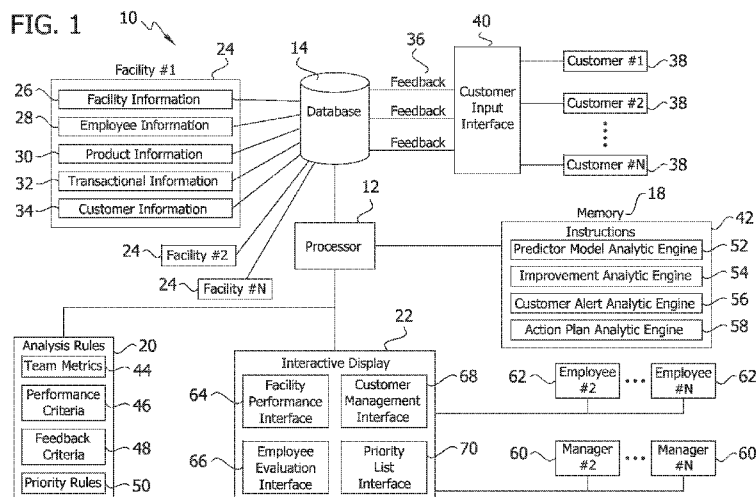 FIG. 1
10
Facility #1
24
26
Facility Information
28
Employee Information
30
Product Information
32
Transactional Information
34
Customer Information
14
Database
36
Feedback
Feedback
Feedback
40
Customer
Input
Interface
Customer #1
38
Customer #2
38
Customer #N
38
24
Facility #2
24
Facility #N
12
Processor
Memory
18
42
Instructions
Predictor Model Analytic Engine
52
Improvement Analytic Engine
54
Customer Alert Analytic Engine
56
Action Plan Analytic Engine
58
Analysis Rules
20
Team Metrics
44
Performance
Criteria
46
Feedback
Criteria
48
Priority Rules
50
22
Interactive Display
64
Facility
Performance
Interface
Customer
Management
Interface
68
66
Employee
Evaluation
Interface
Priority
List
Interface
70
62
Employee
#2
Employee
#N
62
60
Manager
#2
Manager
#N
60